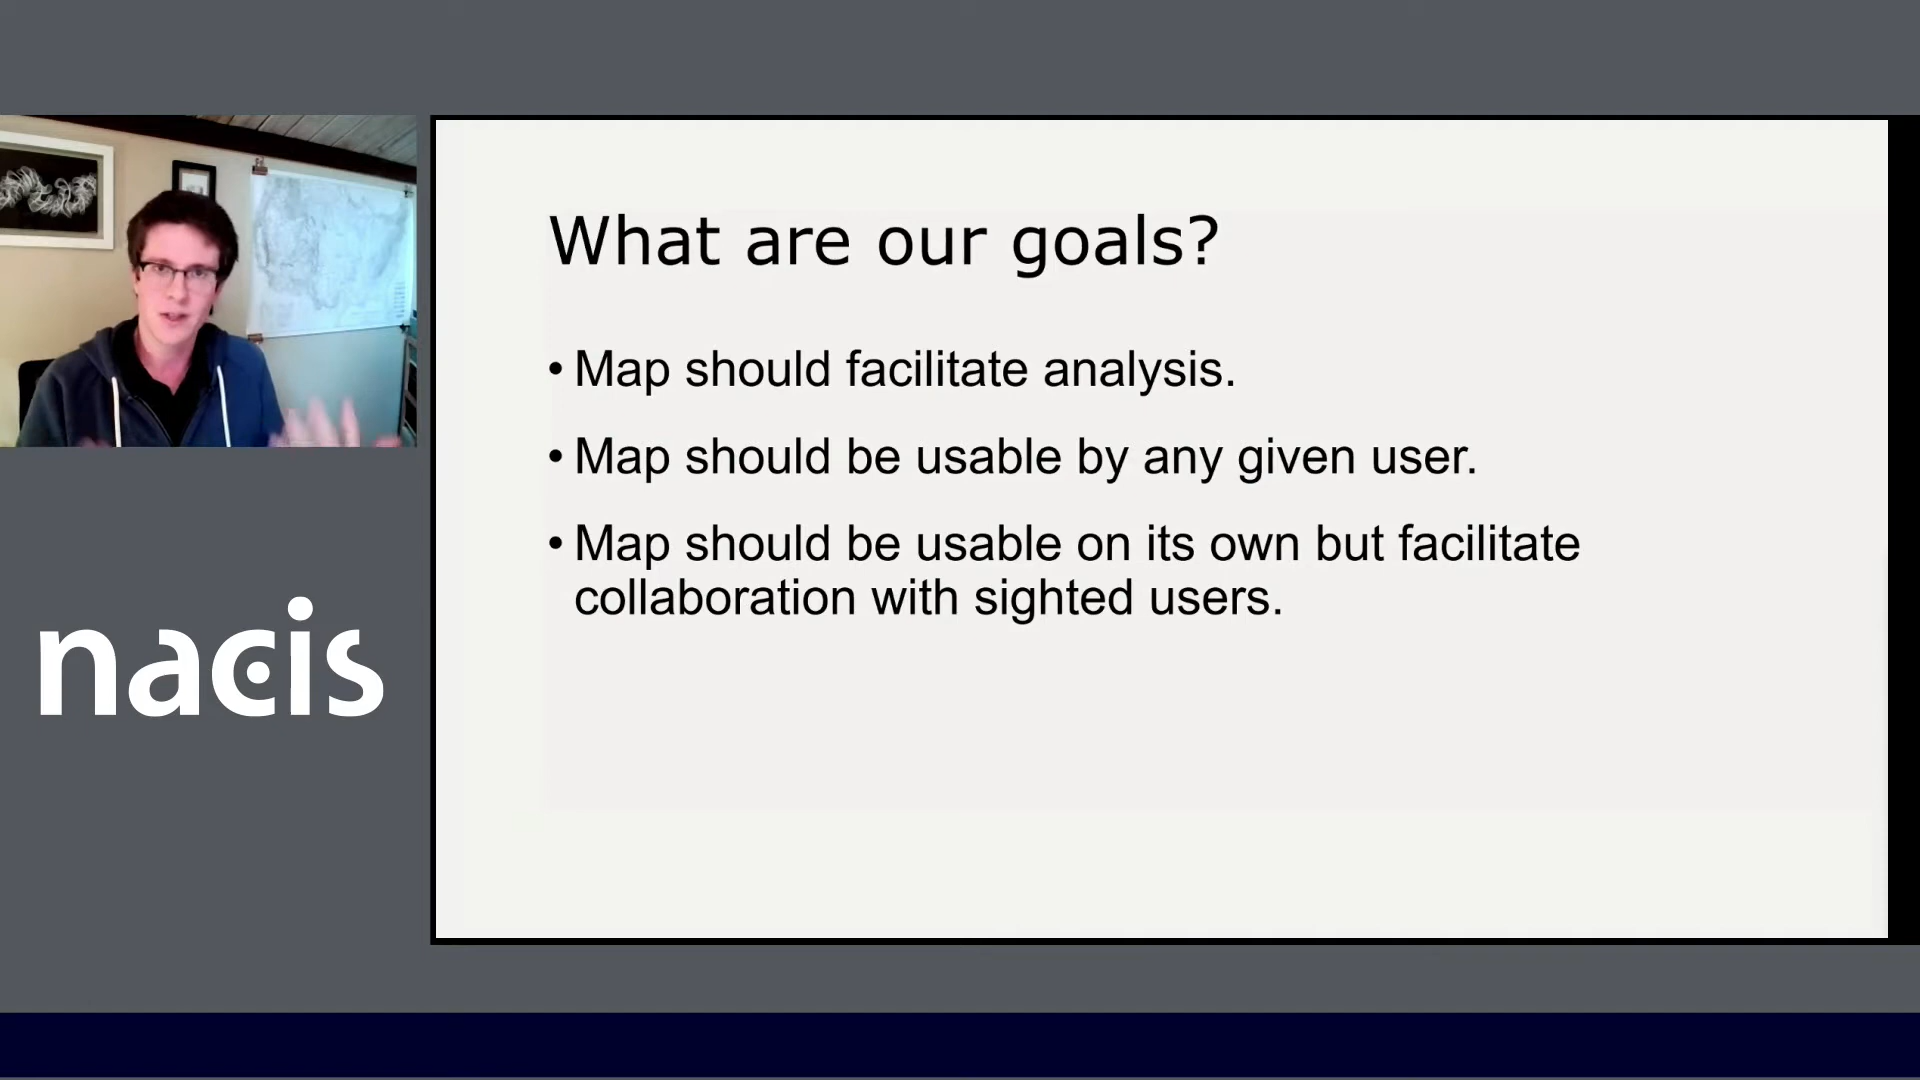 What are our goals?
• Map should facilitate analysis.
• Map should be usable by any given user.
• Map should be usable on its own but facilitate
collaboration with sighted users.
nacis